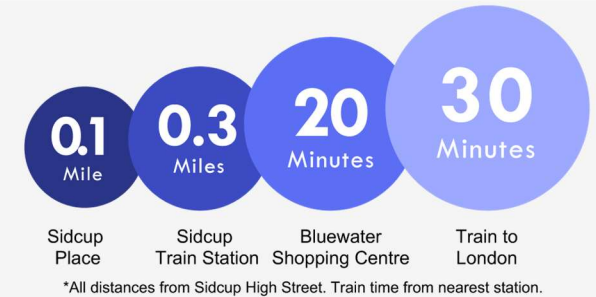 0.1
Mile
0.3
Miles
20
Minutes
30
Minutes
Sidcup
Place
Sidcup
Train Station
Bluewater
Shopping Centre
Train to
London
*All distances from Sidcup High Street. Train time from nearest station.